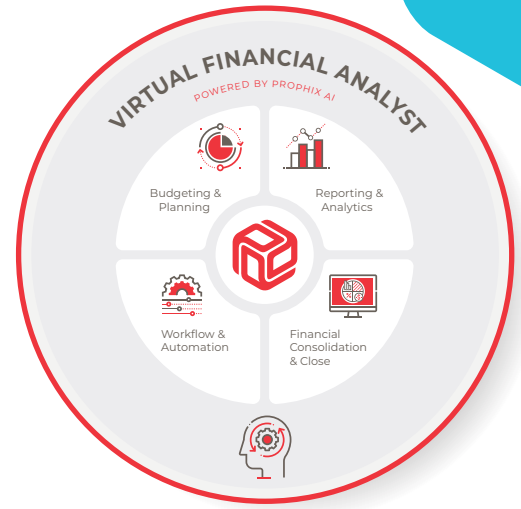 VIRTUAL FINANCIAL ANALYST
POWERED BY PROPHIX AI
Budgeting &
Planning
Reporting &
Analytics
Workflow &
Automation
Financial
Consolidation
& Close